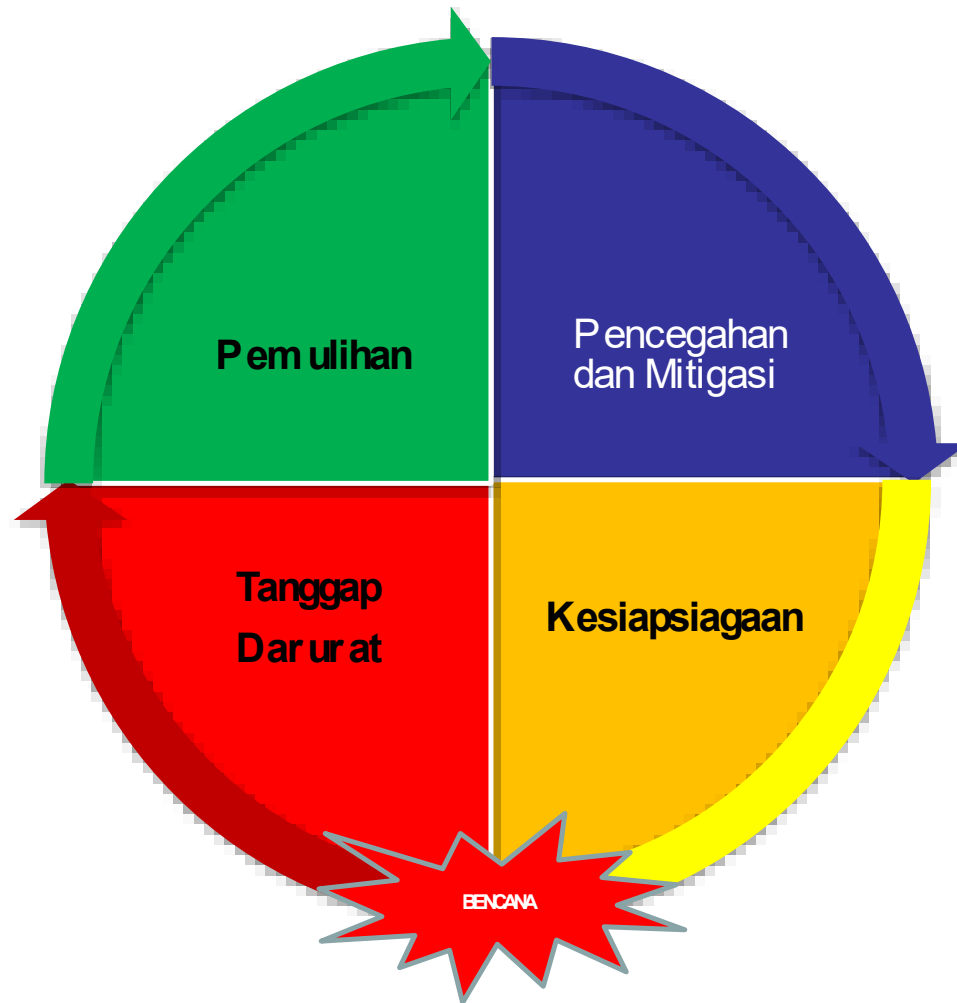 Pemulihan
Pencegahan
dan Mitigasi
Tanggap
Darurat
Kesiapsiagaan
BENCANA